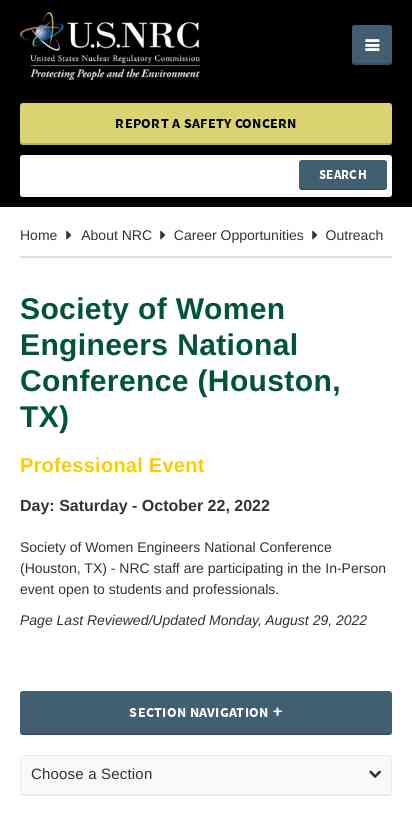 U.S.NRC
United States Nuclear Regulatory Commission
Protecting People and the Environment
REPORT A SAFETY CONCERN
SEARCH
Home About NRC Career Opportunities Outreach
Society of Women
Engineers National
Conference (Houston,
TX)
Professional Event
Day: Saturday - October 22, 2022
Society of Women Engineers National Conference
(Houston, TX) - NRC staff are participating in the In-Person
event open to students and professionals.
Page Last Reviewed/Updated Monday, August 29, 2022
SECTION NAVIGATION +
Choose a Section